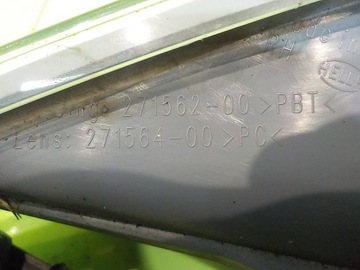 HELLA
271562-00 >PBT<
Lens: 271564-00 >PC<